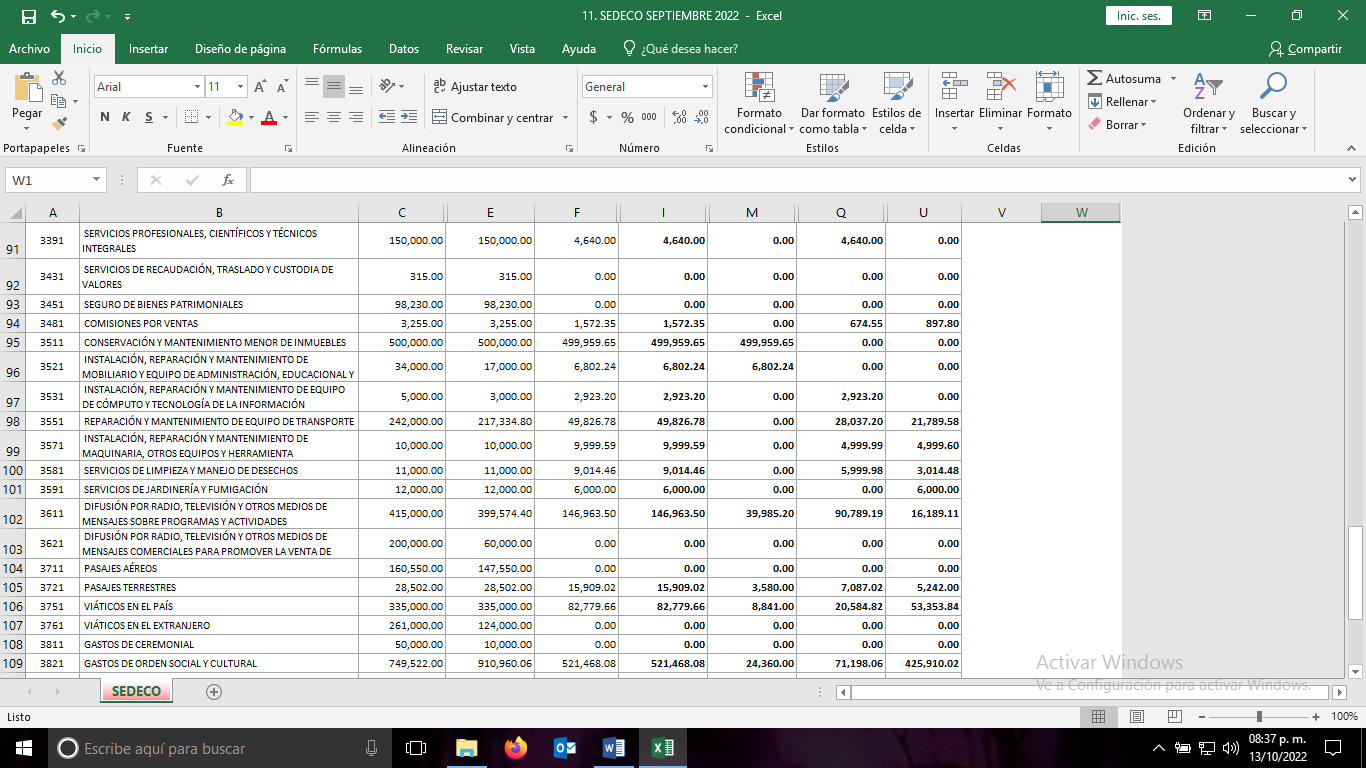 11. SEDECO SEPTIEMBRE 2022 - Excel
Inic. ses.
Archivo Inicio Insertar Diseño de página Fórmulas Datos Revisar Vista Ayuda ¿Qué desea hacer? Compartir
Pegar
Arial 11
Ajustar texto
General
N K S
Combinar y centrar
$ % 000
Formato condicional
Dar formato como tabla
Estilos de celda
Insertar Eliminar Formato
Autosuma
Rellenar
Borrar
Ordenar y filtrar
Buscar y seleccionar
Portapapeles Fuente Alineación Número Estilos Celdas Edición
W1
fx
A B C E F I M Q U V W
91 3391 SERVICIOS PROFESIONALES, CIENTÍFICOS Y TÉCNICOS INTEGRALES 150,000.00 150,000.00 4,640.00 4,640.00 0.00 4,640.00 0.00
92 3431 SERVICIOS DE RECAUDACIÓN, TRASLADO Y CUSTODIA DE VALORES 315.00 315.00 0.00 0.00 0.00 0.00 0.00
93 3451 SEGURO DE BIENES PATRIMONIALES 98,230.00 98,230.00 0.00 0.00 0.00 0.00 0.00
94 3481 COMISIONES POR VENTAS 3,255.00 3,255.00 1,572.35 1,572.35 0.00 674.55 897.80
95 3511 CONSERVACIÓN Y MANTENIMIENTO MENOR DE INMUEBLES 500,000.00 500,000.00 499,959.65 499,959.65 499,959.65 0.00 0.00
96 3521 INSTALACIÓN, REPARACIÓN Y MANTENIMIENTO DE MOBILIARIO Y EQUIPO DE ADMINISTRACIÓN, EDUCACIONAL Y 34,000.00 17,000.00 6,802.24 6,802.24 6,802.24 0.00 0.00
97 3531 INSTALACIÓN, REPARACIÓN Y MANTENIMIENTO DE EQUIPO DE CÓMPUTO Y TECNOLOGÍA DE LA INFORMACIÓN 5,000.00 3,000.00 2,923.20 2,923.20 0.00 2,923.20 0.00
98 3551 REPARACIÓN Y MANTENIMIENTO DE EQUIPO DE TRANSPORTE 242,000.00 217,334.80 49,826.78 49,826.78 0.00 28,037.20 21,789.58
99 3571 INSTALACIÓN, REPARACIÓN Y MANTENIMIENTO DE MAQUINARIA, OTROS EQUIPOS Y HERRAMIENTA 10,000.00 10,000.00 9,999.59 9,999.59 0.00 4,999.99 4,999.60
100 3581 SERVICIOS DE LIMPIEZA Y MANEJO DE DESECHOS 11,000.00 11,000.00 9,014.46 9,014.46 0.00 5,999.98 3,014.48
101 3591 SERVICIOS DE JARDINERÍA Y FUMIGACIÓN 12,000.00 12,000.00 6,000.00 6,000.00 0.00 0.00 6,000.00
102 3611 DIFUSIÓN POR RADIO, TELEVISIÓN Y OTROS MEDIOS DE MENSAJES SOBRE PROGRAMAS Y ACTIVIDADES 415,000.00 399,574.40 146,963.50 146,963.50 39,985.20 90,789.19 16,189.11
103 3621 DIFUSIÓN POR RADIO, TELEVISIÓN Y OTROS MEDIOS DE MENSAJES COMERCIALES PARA PROMOVER LA VENTA DE 200,000.00 60,000.00 0.00 0.00 0.00 0.00 0.00
104 3711 PASAJES AÉREOS 160,550.00 147,550.00 0.00 0.00 0.00 0.00 0.00
105 3721 PASAJES TERRESTRES 28,502.00 28,502.00 15,909.02 15,909.02 3,580.00 7,087.02 5,242.00
106 3751 VIÁTICOS EN EL PAÍS 335,000.00 335,000.00 82,779.66 82,779.66 8,841.00 20,584.82 53,353.84
107 3761 VIÁTICOS EN EL EXTRANJERO 261,000.00 124,000.00 0.00 0.00 0.00 0.00 0.00
108 3811 GASTOS DE CEREMONIAL 50,000.00 10,000.00 0.00 0.00 0.00 0.00 0.00
109 3821 GASTOS DE ORDEN SOCIAL Y CULTURAL 749,522.00 910,960.06 521,468.08 521,468.08 24,360.00 71,198.06 425,910.02
Activar Windows
Ve a Configuración para activar Windows.
SEDECO
Listo
100%
Escribe aquí para buscar
08:37 p. m.
13/10/2022